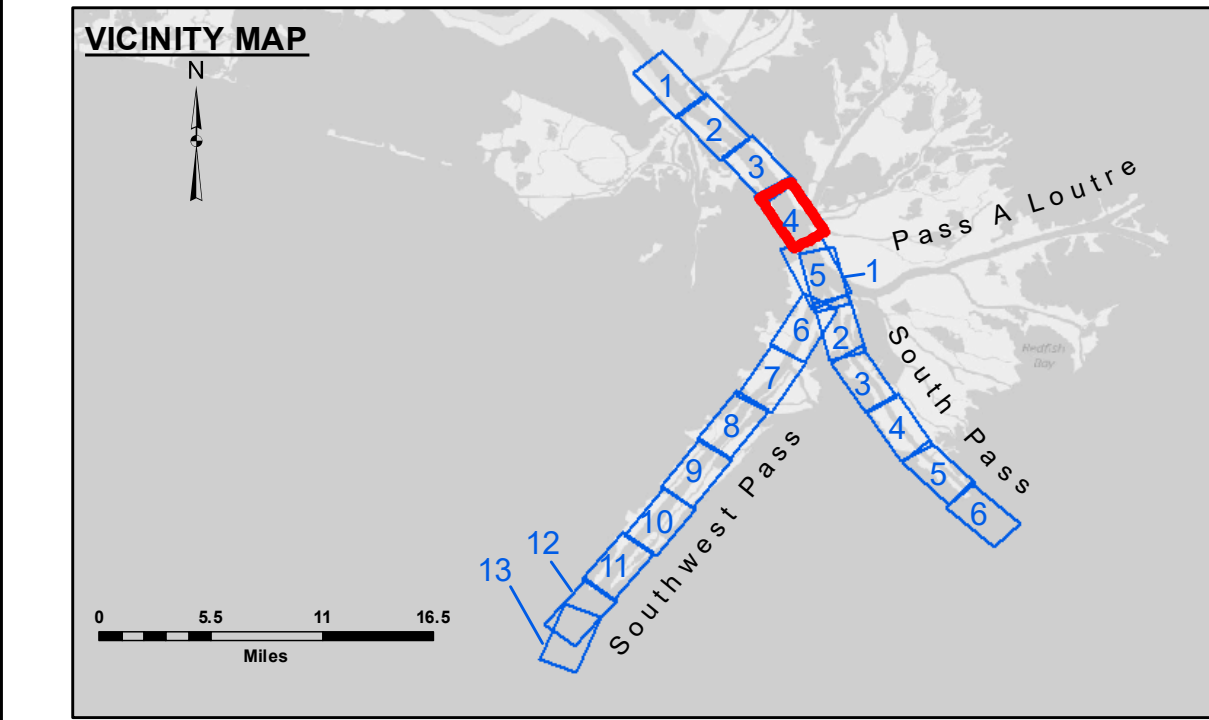 VICINITY MAP
N
1
2
3
4
Pass A Loutre
5
1
6
2
Redfish
Bay
7
3
South Pass
8
4
9
5
10
6
Southwest Pass
11
12
13
0 5.5 11 16.5
Miles